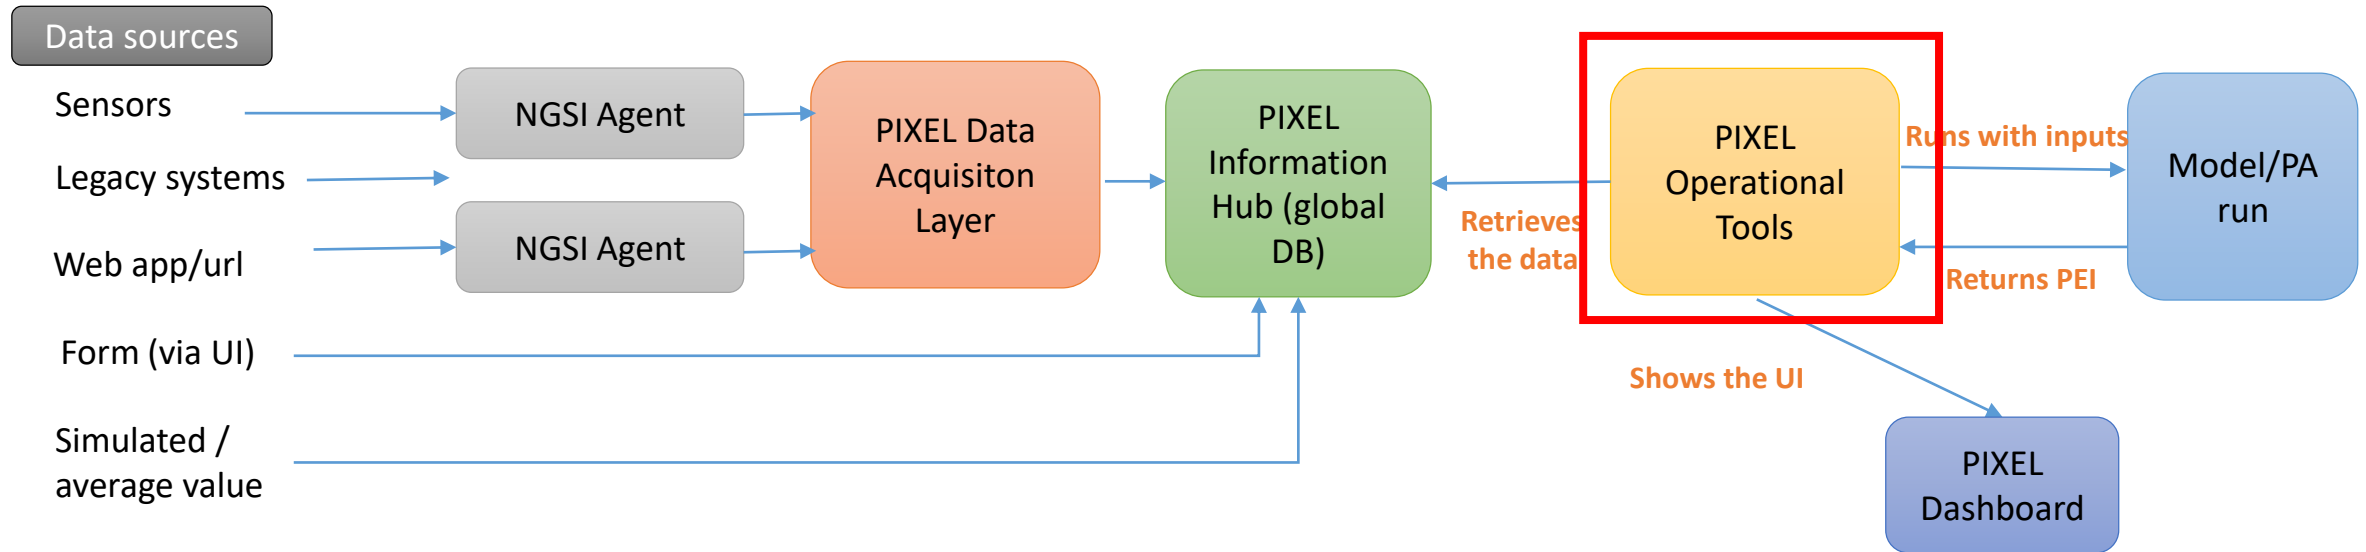 Data sources
Sensors
Legacy systems
Web app/url
Form (via UI)
Simulated /
average value
NGSI Agent
NGSI Agent
PIXEL Data
Acquisiton
Layer
PIXEL
Information
Hub (global
DB)
Retrieves
the data
PIXEL
Operational
Tools
Runs with inputs
Returns PEI
Model/PA
run
Shows the UI
PIXEL
Dashboard